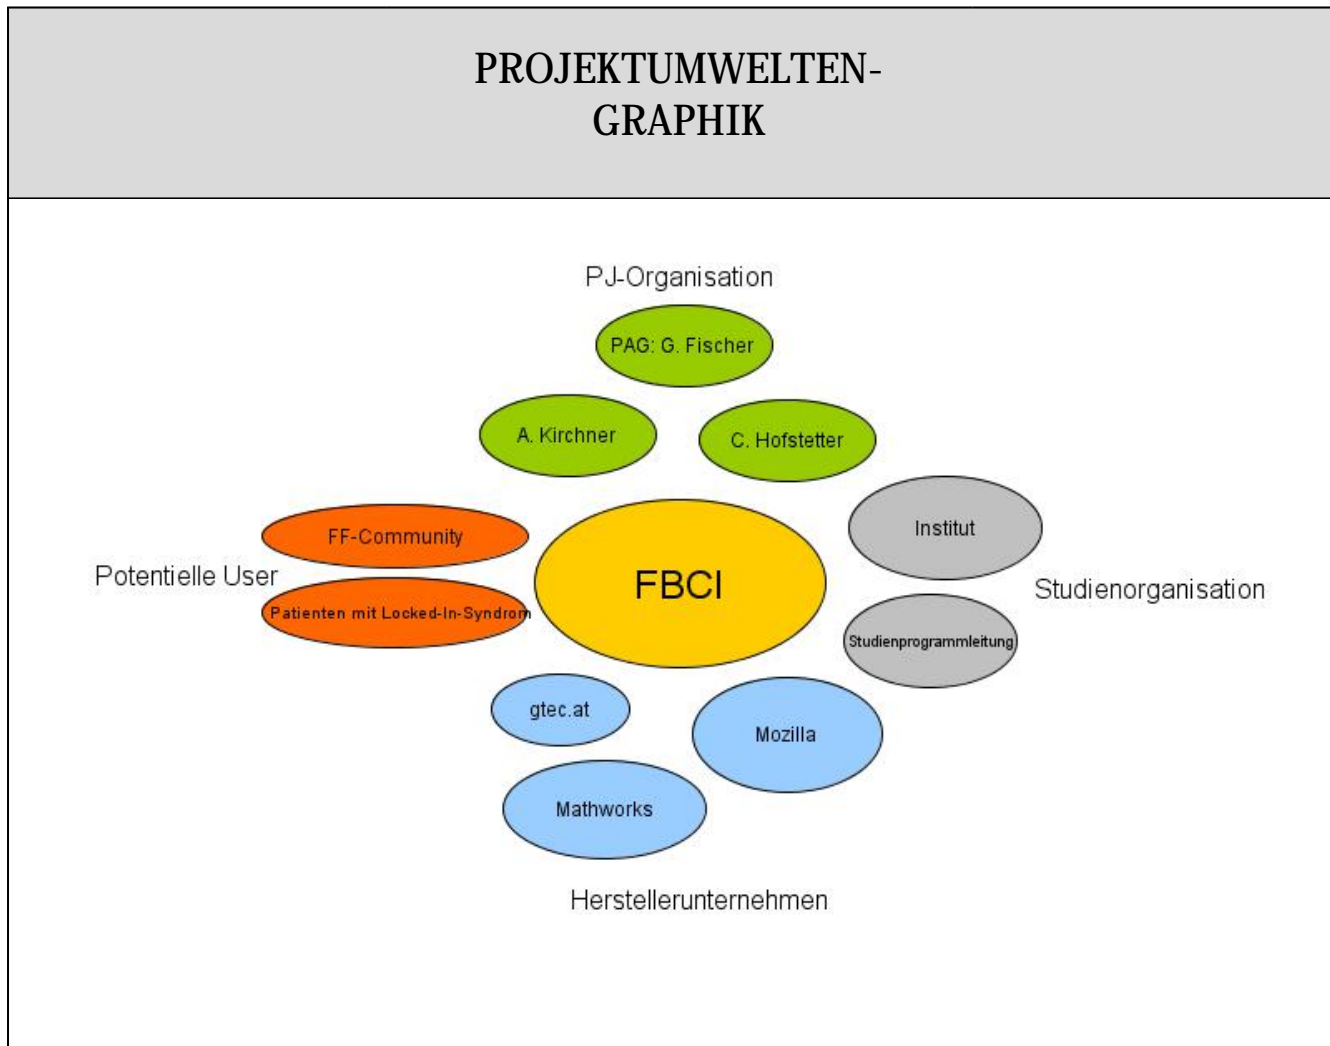 PROJEKTUMWELTEN-
GRAPHIK
PJ-Organisation
PAG: G. Fischer
A. Kirchner
C. Hofstetter
Institut
FF-Community
Potentielle User
FBCI
Studienorganisation
Patienten mit Locked-In-Syndrom
Studienprogrammleitung
gtec.at
Mozilla
Mathworks
Herstellerunternehmen